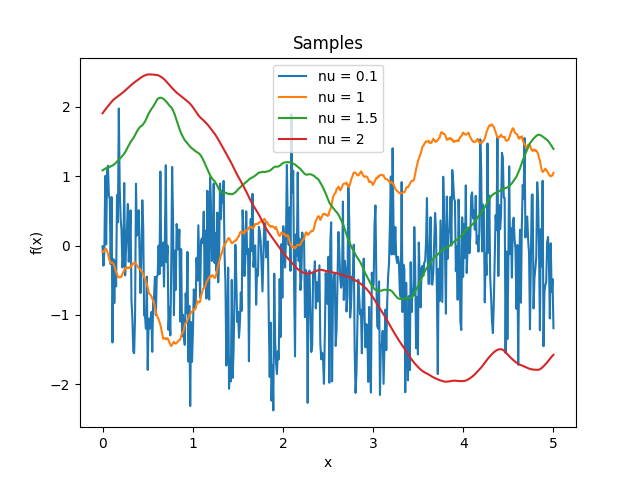 Samples
nu = 0.1
nu = 1
nu = 1.5
nu = 2
f(x)
2
1
0
−1
−2
0 1 2 3 4 5
x